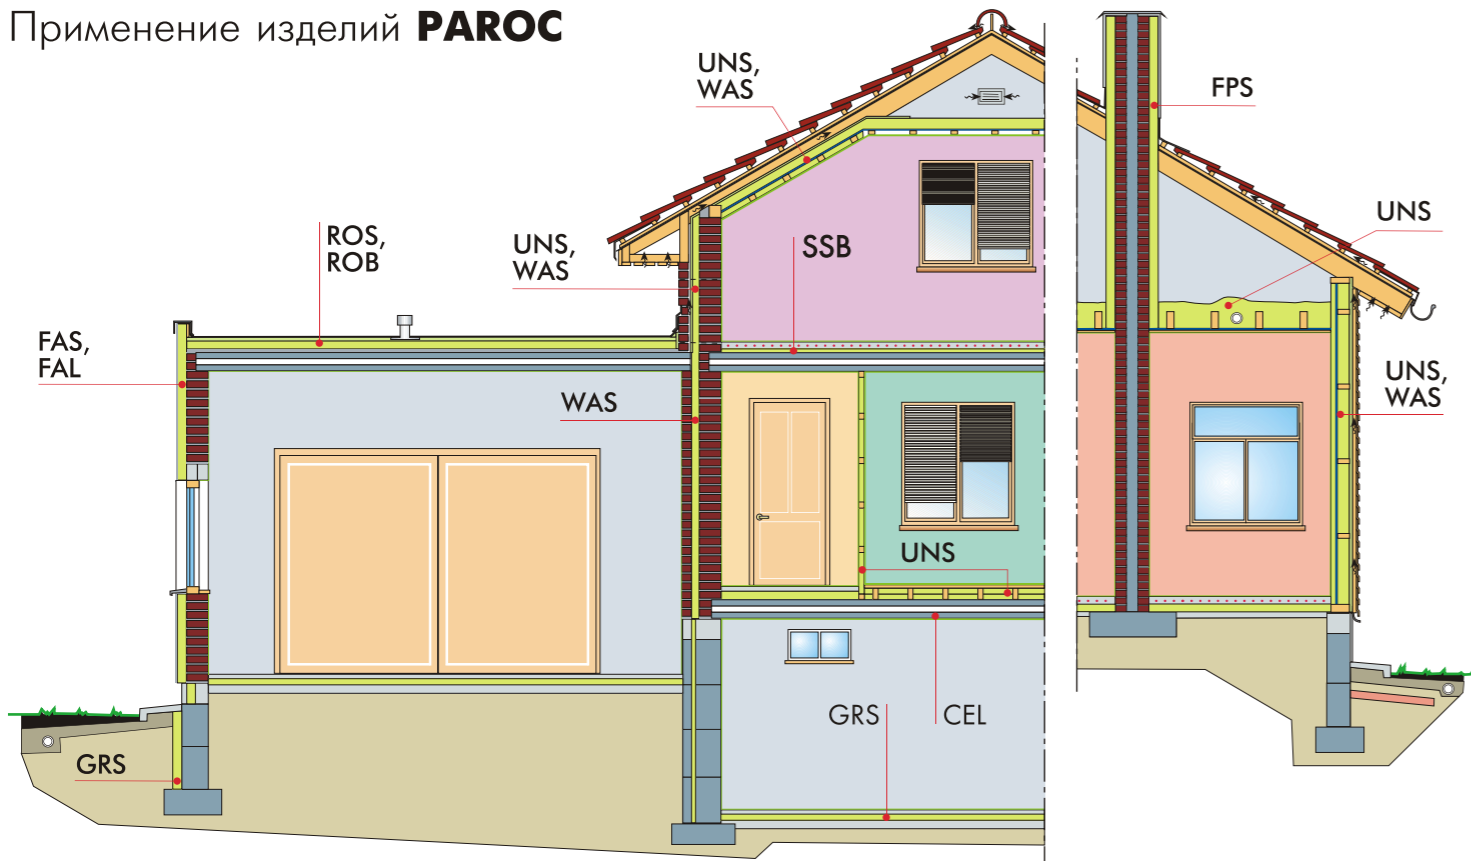 Применение изделий PAROC
UNS,
WAS
FPS
UNS
ROS,
ROB
UNS,
WAS
SSB
FAS,
FAL
WAS
UNS,
WAS
UNS
GRS
CEL
GRS